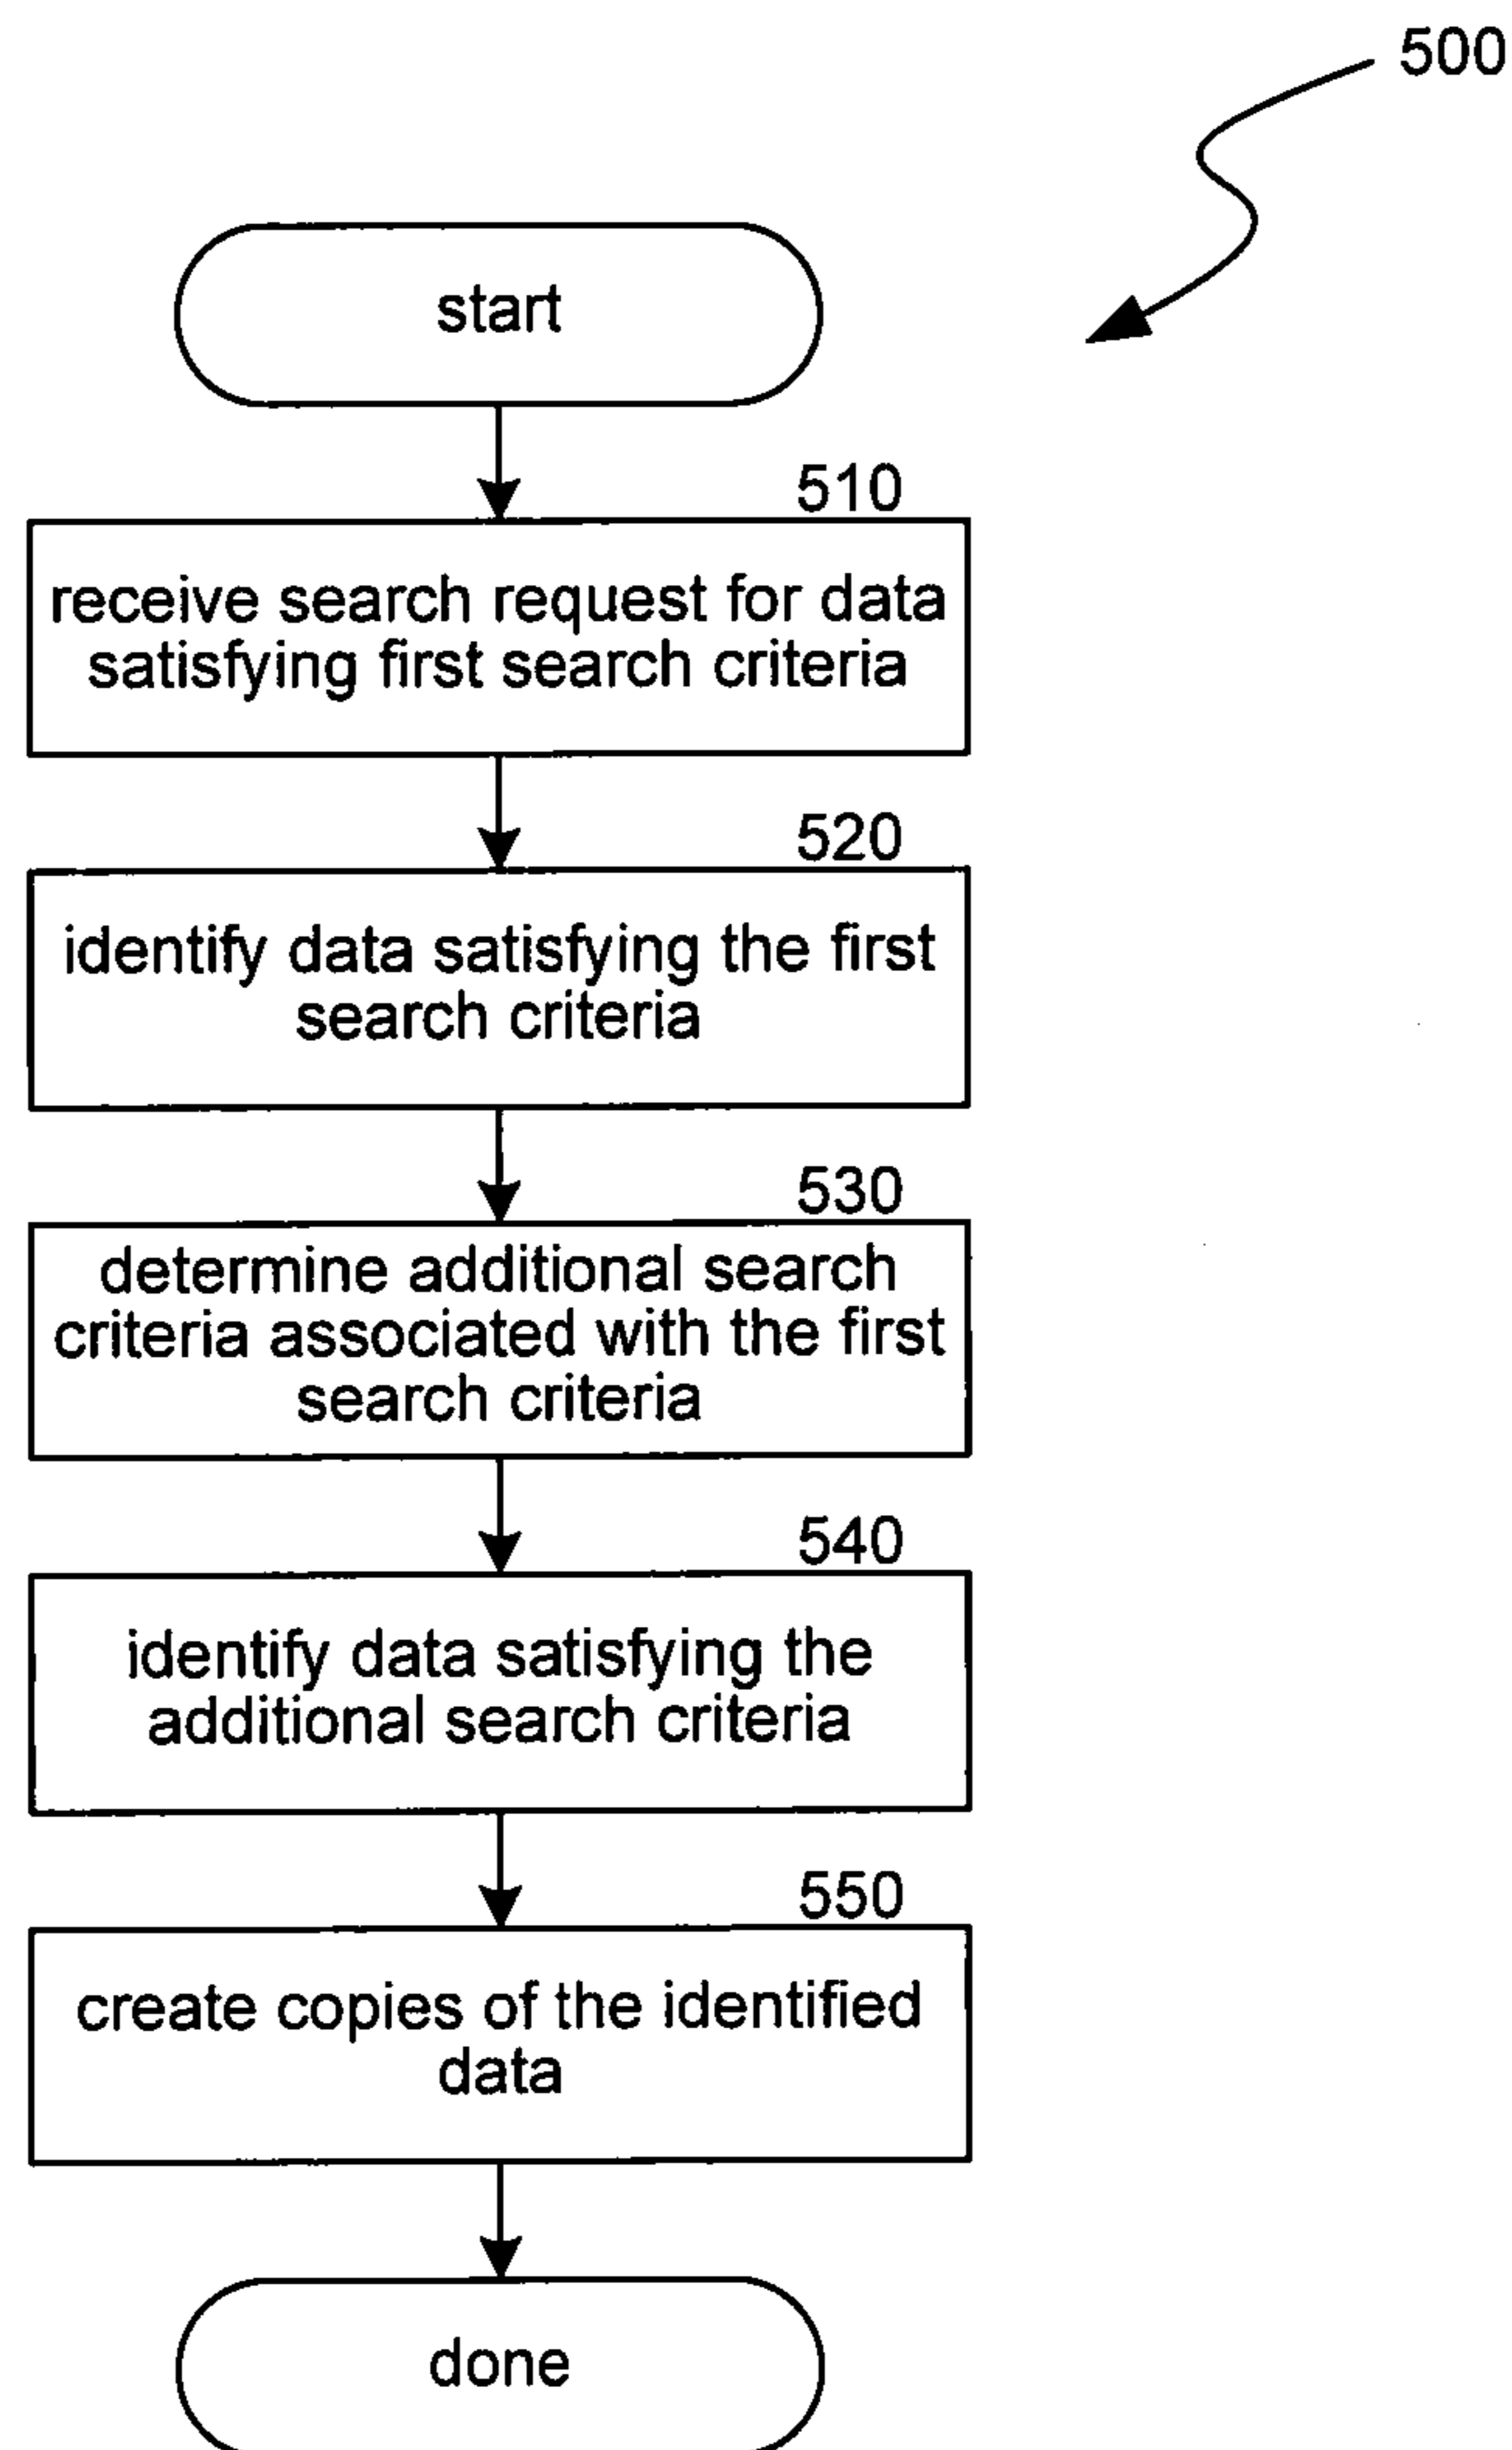 500
start
510
receive search request for data
satisfying first search criteria
520
identify data satisfying the first
search criteria
530
determine additional search
criteria associated with the first
search criteria
540
identify data satisfying the
additional search criteria
550
create copies of the identified
data
done